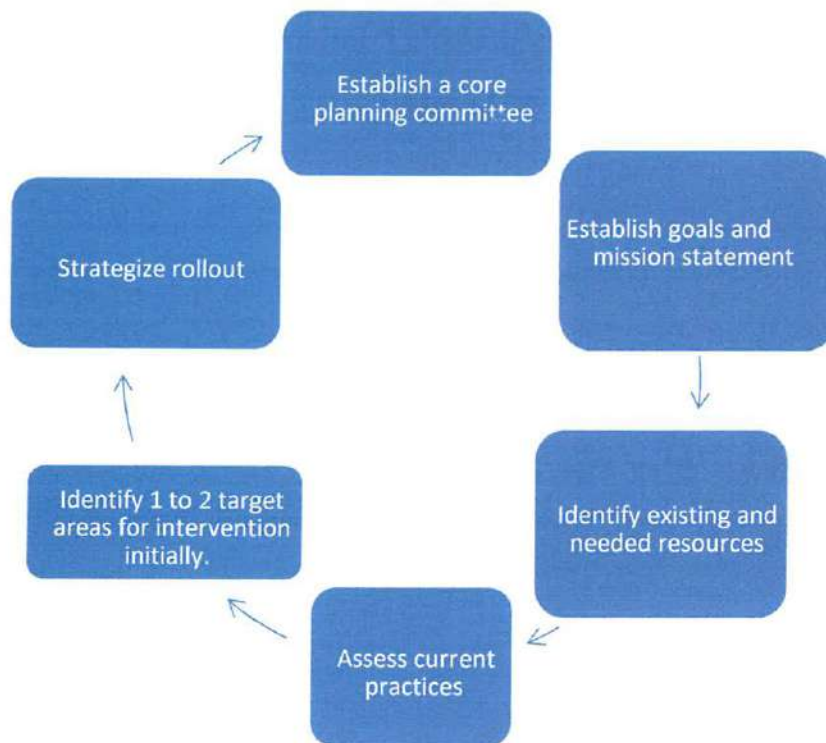 Establish a core
planning committee
Establish goals and
mission statement
Identify existing and
needed resources
Assess current
practices
Identify 1 to 2 target
areas for intervention
initially.
Strategize rollout